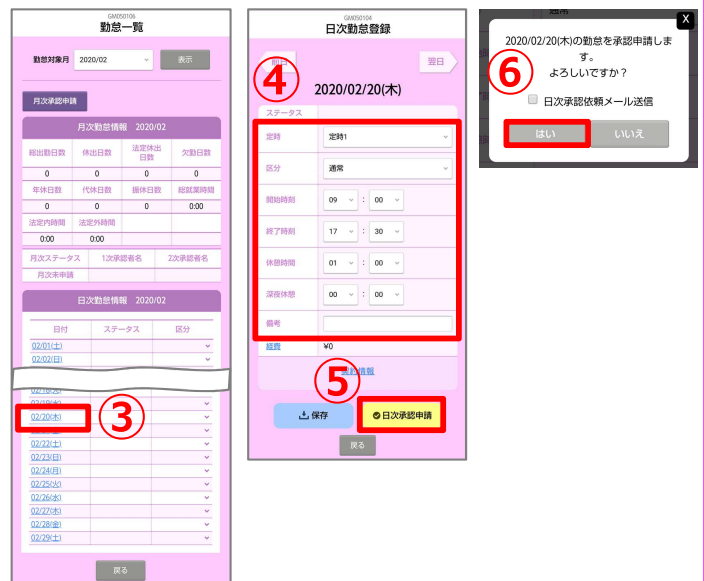 GM050106
勤怠一覧
勤怠対象月 2020/02 表示
月次承認申請
月次勤怠情報 2020/02
総出勤日数 休出日数 法定休出日数 欠勤日数
0 0 0 0
年休日数 代休日数 振休日数 総就業時間
0 0 0 0:00
法定内時間 法定外時間
0:00 0:00
月次ステータス 1次承認者名 2次承認者名
月次未申請
日次勤怠情報 2020/02
日付 ステータス 区分
02/01(土)
02/02(日)
02/18(火)
02/19(水)
02/20(木)
③
02/22(土)
02/23(日)
02/24(月)
02/25(火)
02/26(水)
02/27(木)
02/28(金)
02/29(土)
戻る
GM050104
日次勤怠登録
前日 翌日
④
2020/02/20(木)
ステータス
定時 定時1
区分 通常
開始時刻 09 : 00
終了時刻 17 : 30
休憩時間 01 : 00
深夜休憩 00 : 00
備考
経費 ¥0
契約情報
⑤
保存 日次承認申請
戻る
通常
X
2020/02/20(木)の勤怠を承認申請しま
す。
よろしいですか？
⑥
日次承認依頼メール送信
はい いいえ